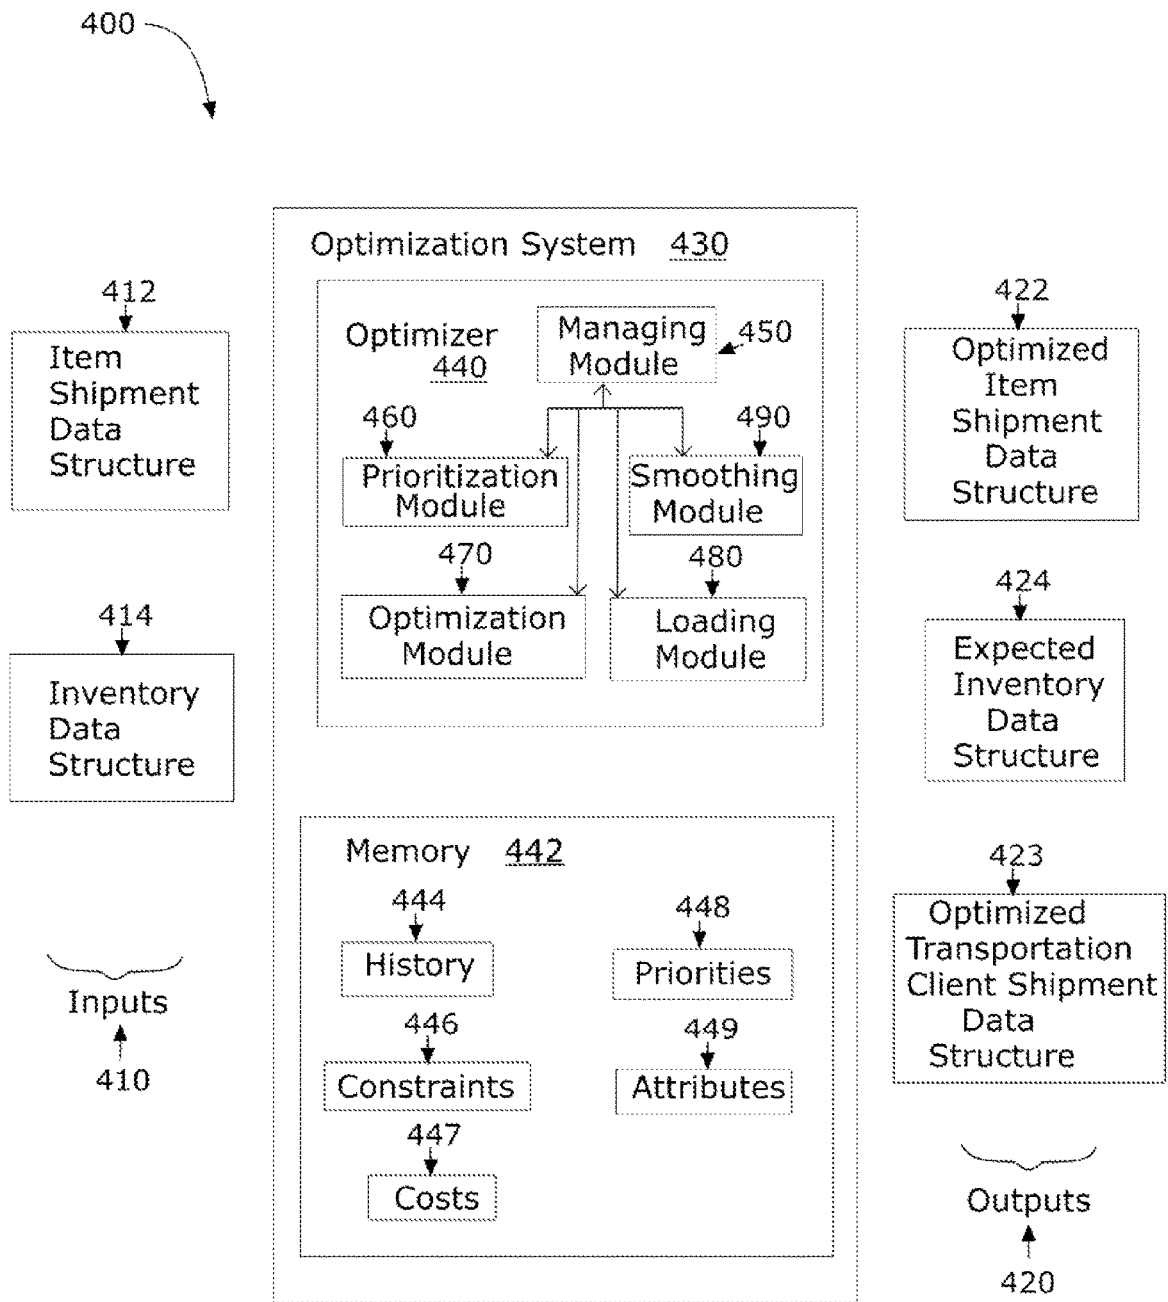 400
Optimization System 430
412
Item
Shipment
Data
Structure
414
Inventory
Data
Structure
Inputs
410
Optimizer
440
Managing
Module
450
460
Prioritization
Module
490
Smoothing
Module
470
Optimization
Module
480
Loading
Module
Memory 442
444
History
448
Priorities
446
Constraints
449
Attributes
447
Costs
422
Optimized
Item
Shipment
Data
Structure
424
Expected
Inventory
Data
Structure
423
Optimized
Transportation
Client Shipment
Data
Structure
Outputs
420